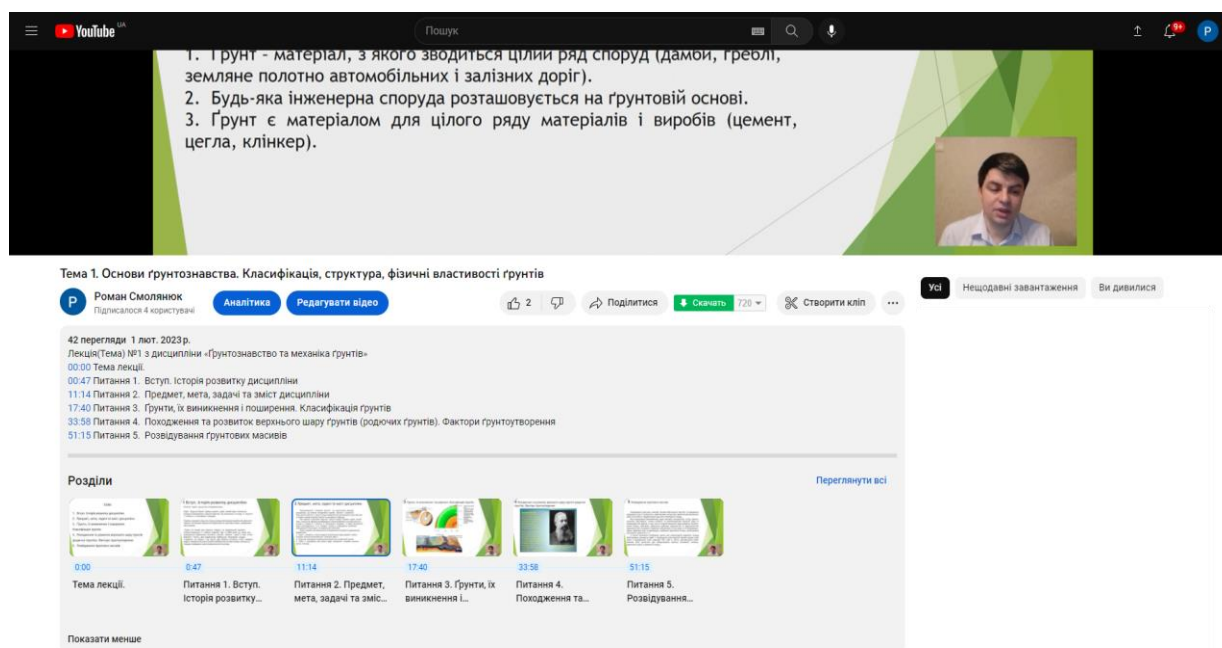 YouTube UA
Пошук
9+
P
1. Ґрунт – матеріал, з якого зводиться цілий ряд споруд (дамби, греблі,
земляне полотно автомобільних і залізних доріг).
2. Будь-яка інженерна споруда розташовується на ґрунтовій основі.
3. Ґрунт є матеріалом для цілого ряду матеріалів і виробів (цемент,
цегла, клінкер).
Тема 1. Основи ґрунтознавства. Класифікація, структура, фізичні властивості ґрунтів
P
Роман Смолянюк
Підписалося 4 користувачі
Аналітика
Редагувати відео
2
Поділитися
Скачать
720
Створити кліп
Усі
Нещодавні завантаження
Ви дивилися
42 перегляди 1 лют. 2023 р.
Лекція(Тема) №1 з дисципліни «Ґрунтознавство та механіка ґрунтів»
00:00 Тема лекції.
00:47 Питання 1. Вступ. Історія розвитку дисципліни
11:14 Питання 2. Предмет, мета, задачі та зміст дисципліни
17:40 Питання 3. Ґрунти, їх виникнення і поширення. Класифікація ґрунтів
33:58 Питання 4. Походження та розвиток верхнього шару ґрунтів (родючих ґрунтів). Фактори ґрунтоутворення
51:15 Питання 5. Розвідування ґрунтових масивів
Розділи
Переглянути всі
0:00
0:47
11:14
17:40
33:58
51:15
Тема лекції.
Питання 1. Вступ.
Історія розвитку...
Питання 2. Предмет,
мета, задачі та зміс...
Питання 3. Ґрунти, їх
виникнення і...
Питання 4.
Походження та...
Питання 5.
Розвідування...
Показати менше